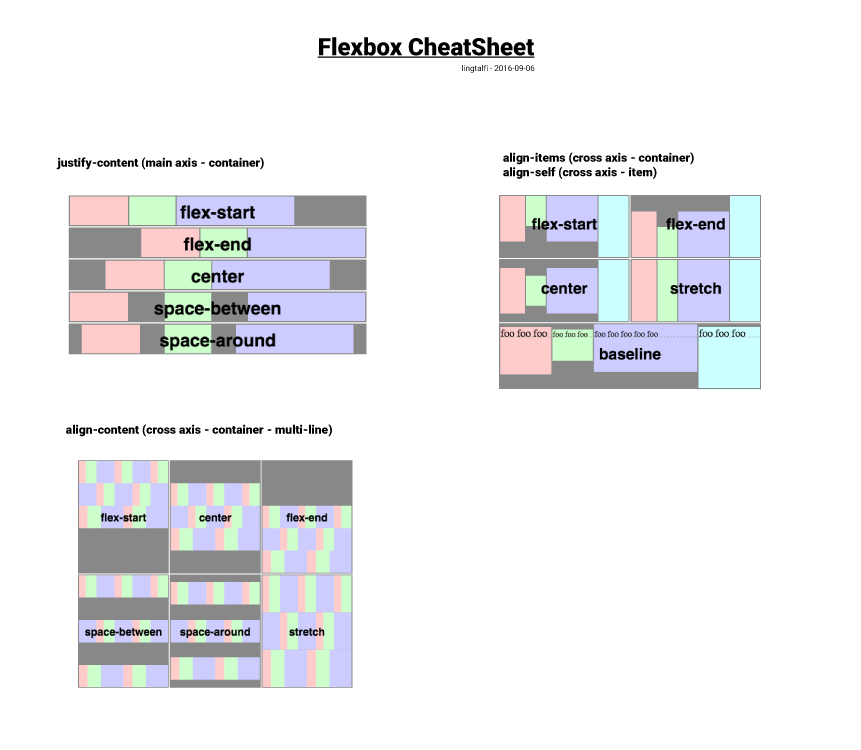 Flexbox CheatSheet
lingtalfi - 2016-09-06
justify-content (main axis - container)
flex-start
flex-end
center
space-between
space-around
align-items (cross axis - container)
align-self (cross axis - item)
flex-start flex-end
center stretch
foo foo foo foo foo foo foo foo foo foo foo foo foo foo
baseline
align-content (cross axis - container - multi-line)
flex-start center flex-end
space-between space-around stretch